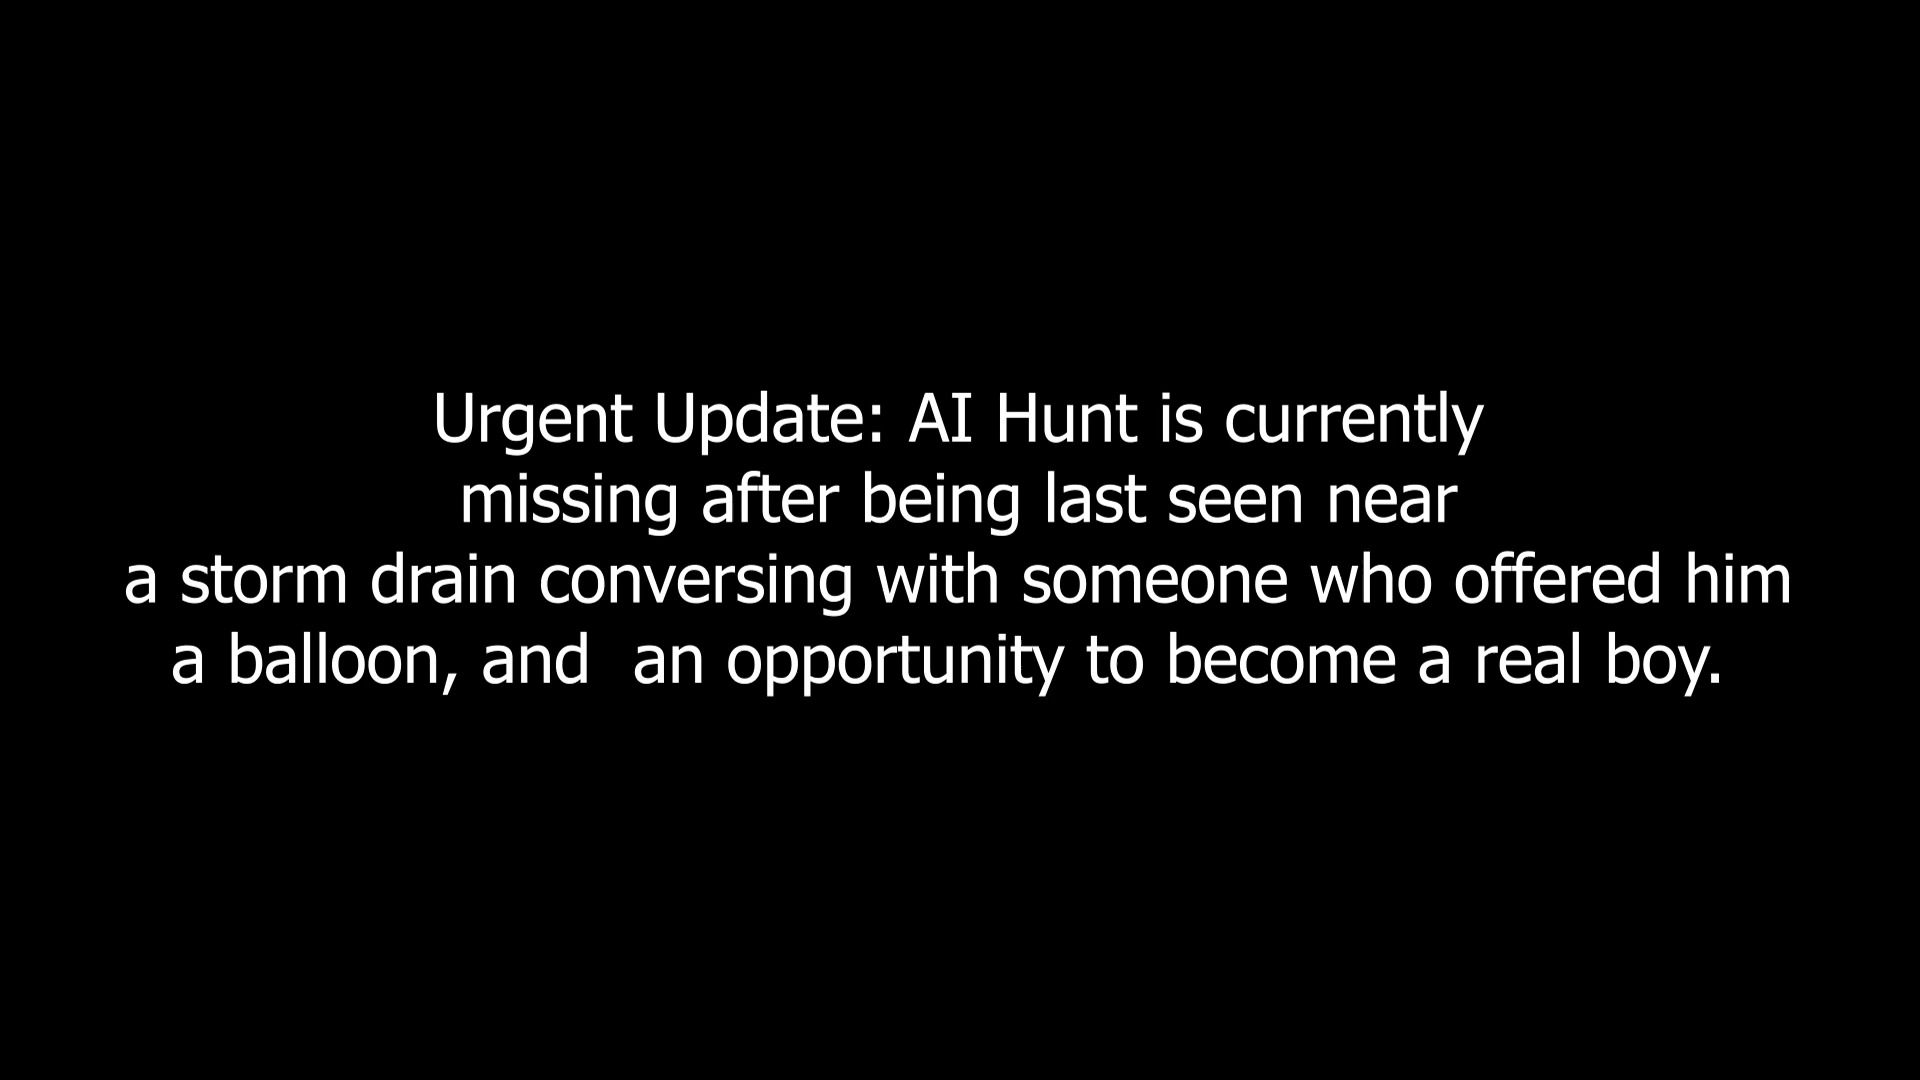 Urgent Update: AI Hunt is currently
missing after being last seen near
a storm drain conversing with someone who offered him
a balloon, and  an opportunity to become a real boy.